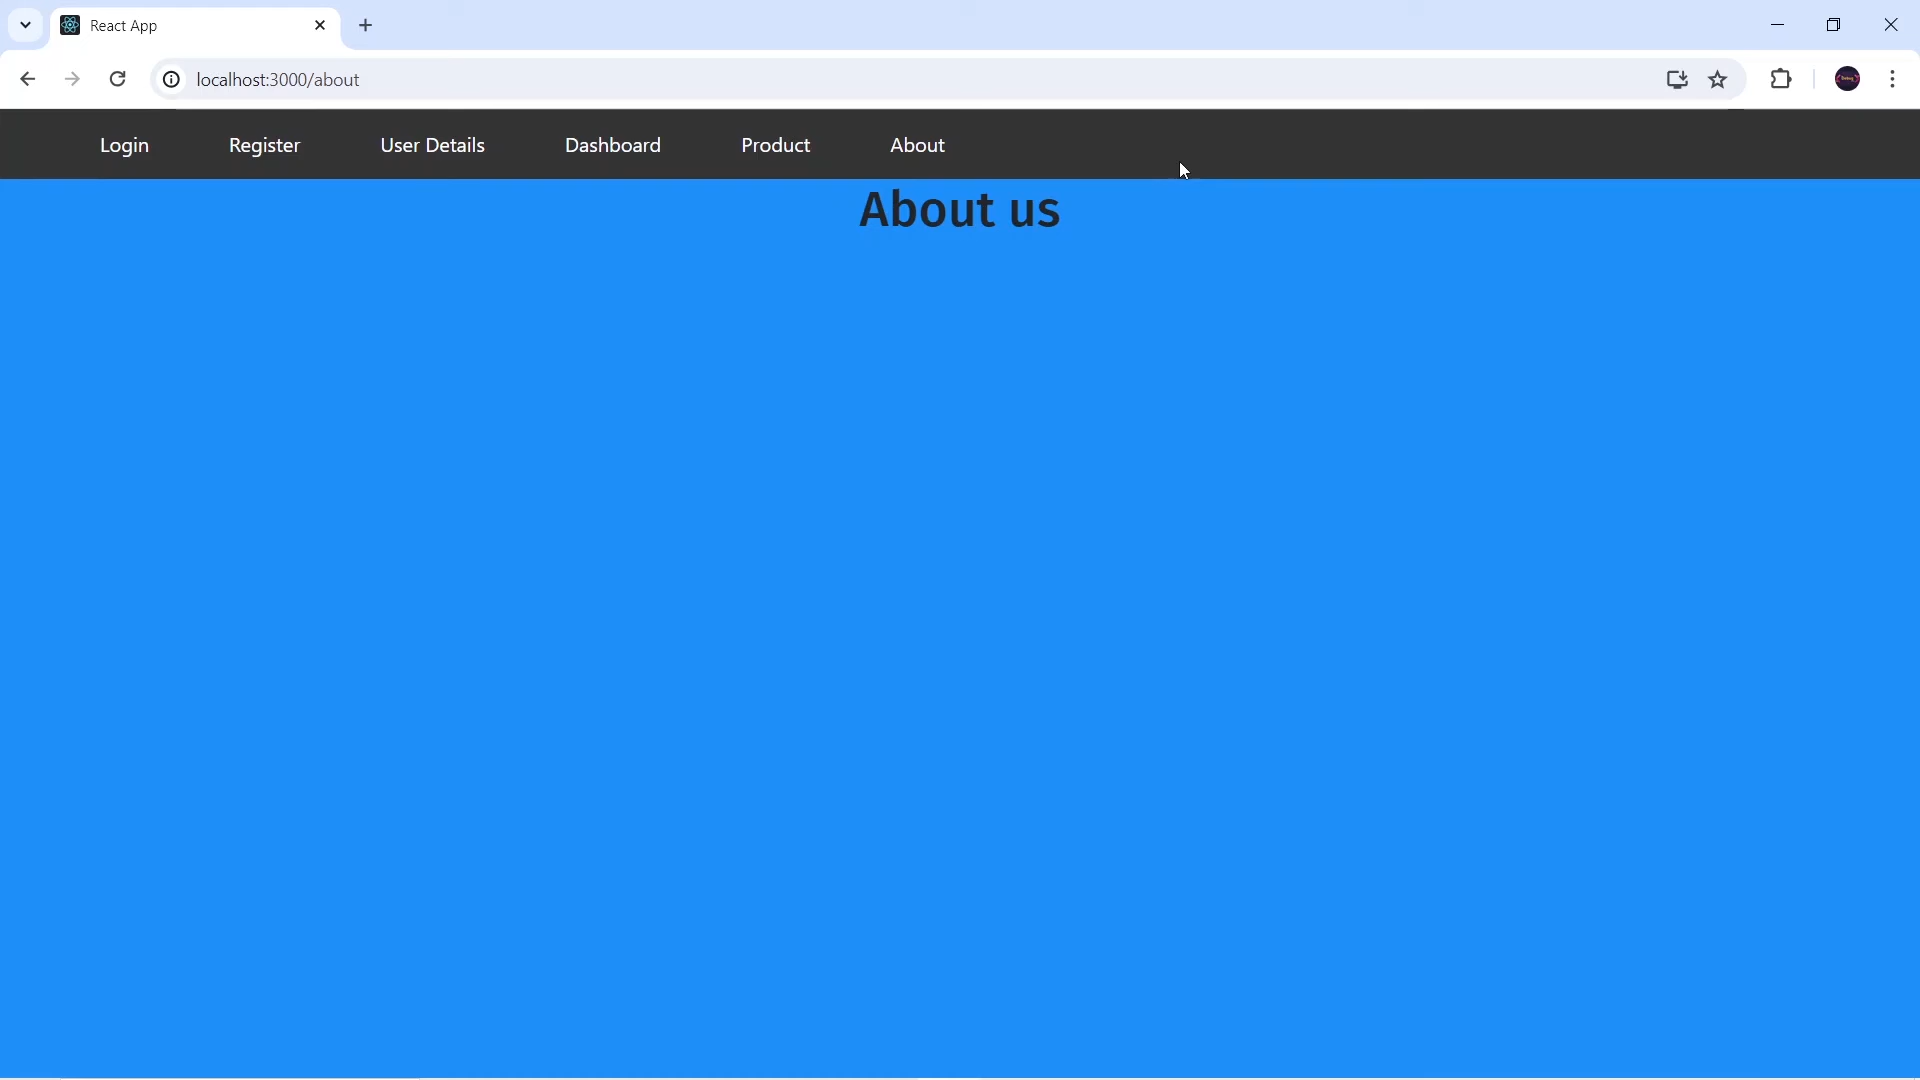 React App
localhost:3000/about
Login Register User Details Dashboard Product About
About us